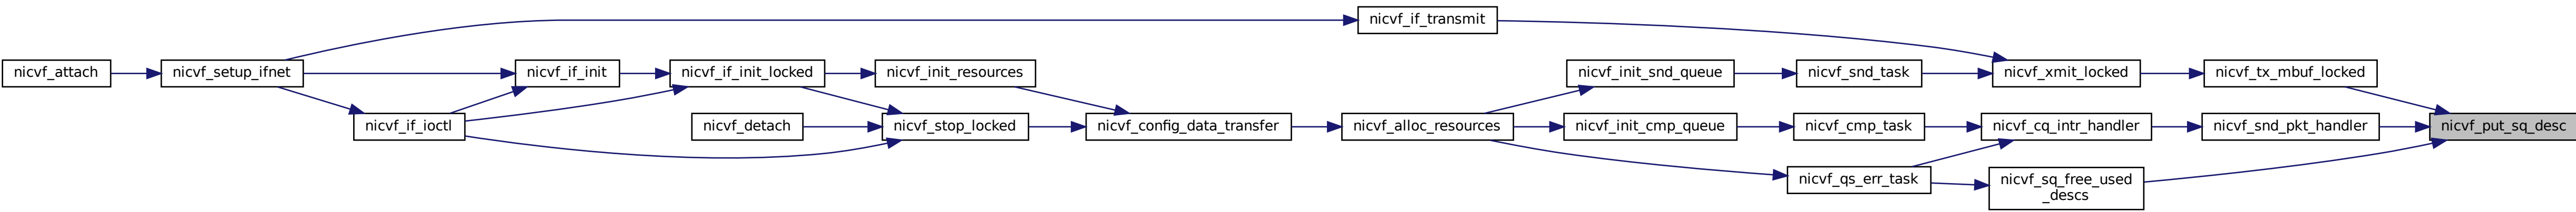 nicvf_if_transmit
nicvf_attach
nicvf_setup_ifnet
nicvf_if_init
nicvf_if_init_locked
nicvf_init_resources
nicvf_init_snd_queue
nicvf_snd_task
nicvf_xmit_locked
nicvf_tx_mbuf_locked
nicvf_if_ioctl
nicvf_detach
nicvf_stop_locked
nicvf_config_data_transfer
nicvf_alloc_resources
nicvf_init_cmp_queue
nicvf_cmp_task
nicvf_cq_intr_handler
nicvf_snd_pkt_handler
nicvf_put_sq_desc
nicvf_qs_err_task
nicvf_sq_free_used
_descs